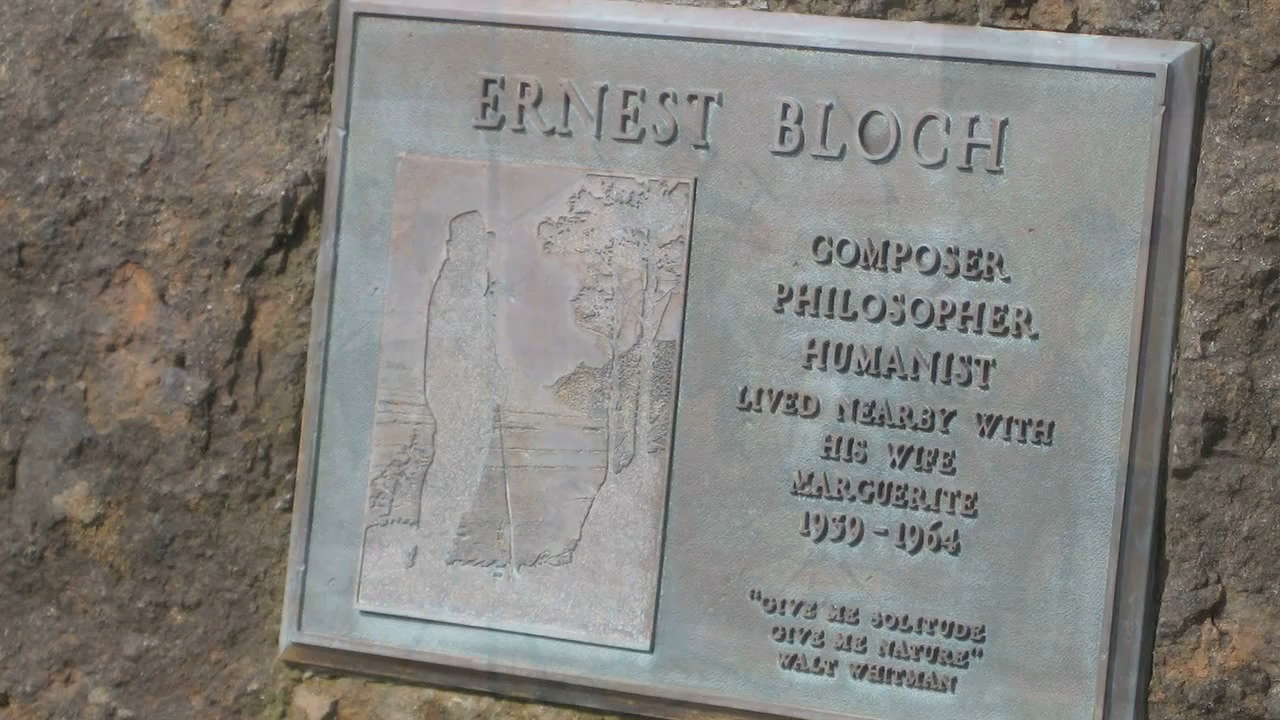 ERNEST BLOCH
COMPOSER
PHILOSOPHER
HUMANIST
LIVED NEARBY WITH
HIS WIFE
MARGUERITE
1939 - 1964
"GIVE ME SOLITUDE
GIVE ME NATURE"
WALT WHITMAN